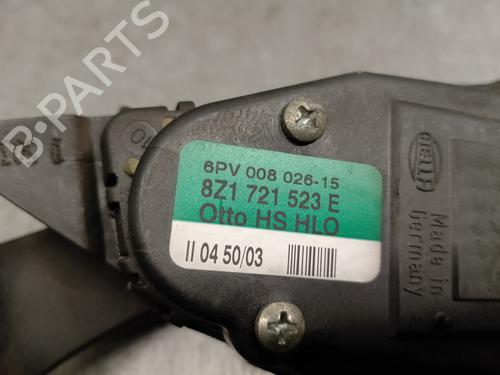 B-PARTS
6PV 008 026-15
8Z1 721 523 E
Otto HS HLO
II 04 50/03
HELLA
Made in
Germany